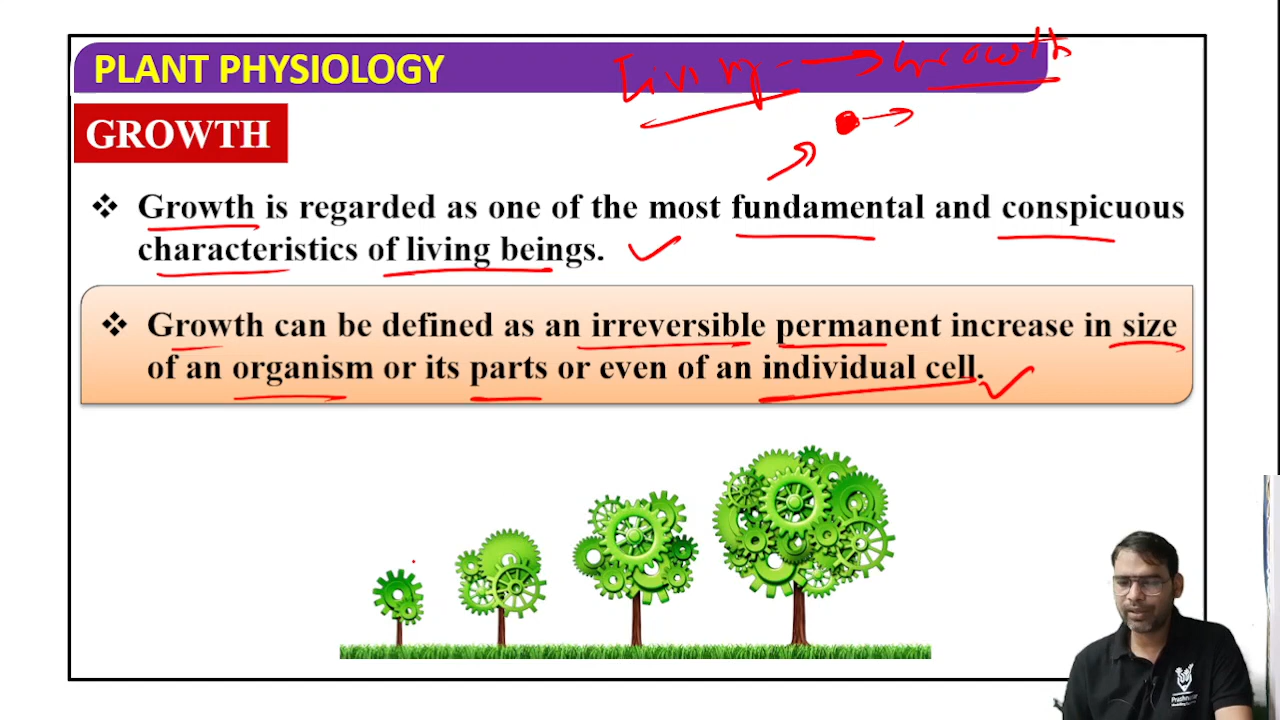 PLANT PHYSIOLOGY
Living → Growth
GROWTH
❖ Growth is regarded as one of the most fundamental and conspicuous
characteristics of living beings.
❖ Growth can be defined as an irreversible permanent increase in size
of an organism or its parts or even of an individual cell.